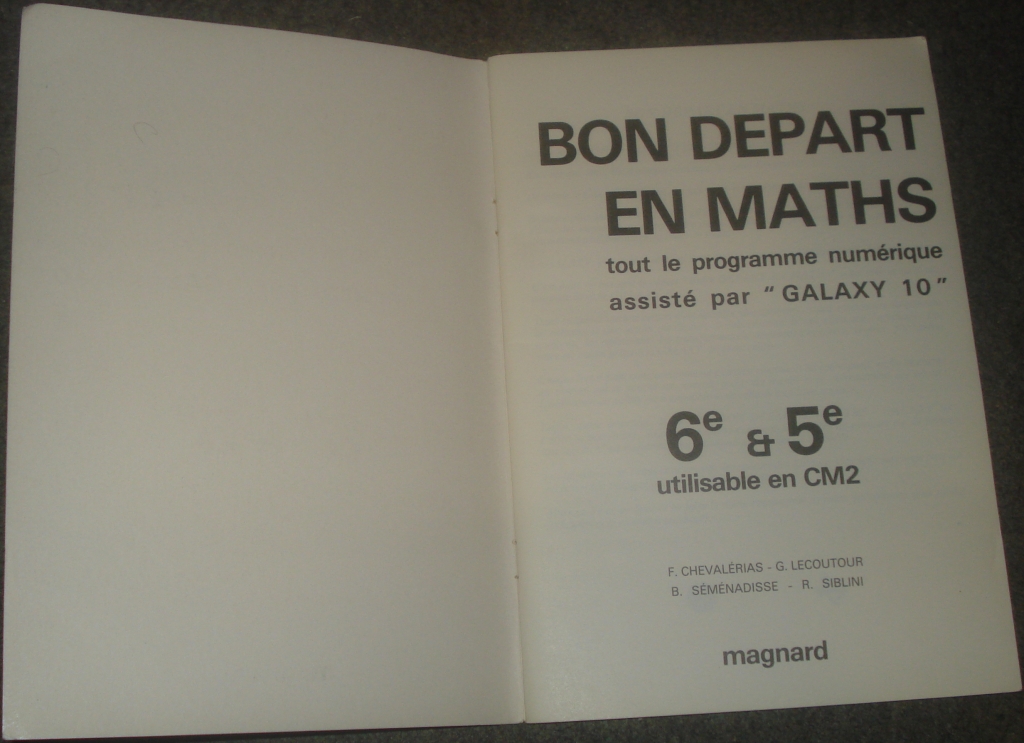 BON DEPART
EN MATHS
tout le programme numérique
assisté par “ GALAXY 10 ”
6e & 5e
utilisable en CM2
F. CHEVALÉRIAS - G. LECOUTOUR
B. SÉMÉNADISSE - R. SIBLINI
magnard